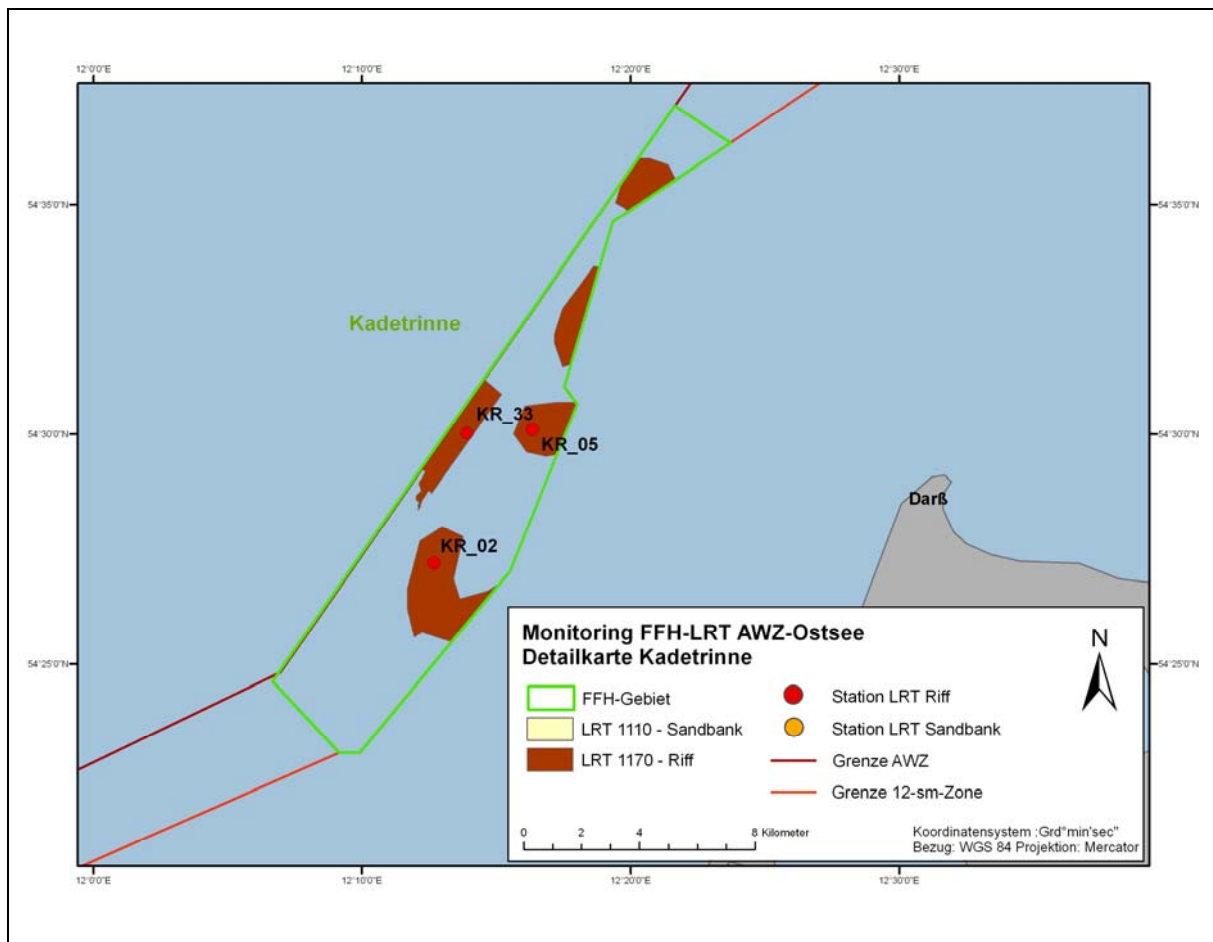 12°0'0"E 12°10'0"E 12°20'0"E 12°30'0"E
54°35'0"N 54°35'0"N
Kadetrinne
KR_33
54°30'0"N 54°30'0"N
KR_05
Darß
KR_02
54°25'0"N 54°25'0"N
Monitoring FFH-LRT AWZ-Ostsee
Detailkarte Kadetrinne
N
FFH-Gebiet
LRT 1110 - Sandbank
LRT 1170 - Riff
Station LRT Riff
Station LRT Sandbank
Grenze AWZ
Grenze 12-sm-Zone
0 2 4 8 Kilometer
Koordinatensystem :Grd°min'sec"
Bezug: WGS 84 Projektion: Mercator
12°0'0"E 12°10'0"E 12°20'0"E 12°30'0"E